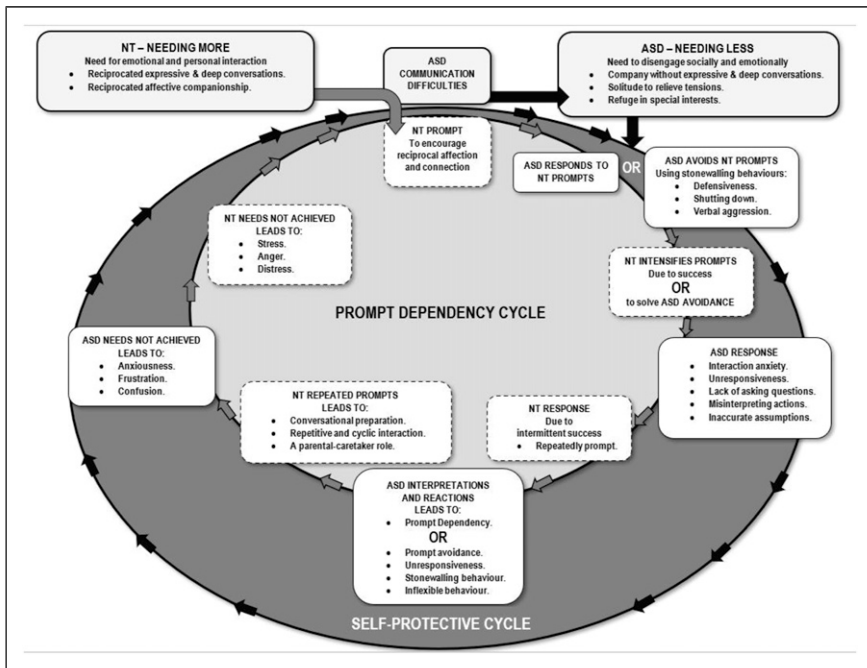 NT – NEEDING MORE
Need for emotional and personal interaction
• Reciprocated expressive & deep conversations.
• Reciprocated affective companionship.
ASD
COMMUNICATION
DIFFICULTIES
ASD – NEEDING LESS
Need to disengage socially and emotionally
• Company without expressive & deep conversations.
• Solitude to relieve tensions.
• Refuge in special interests.
NT PROMPT
To encourage
reciprocal affection
and connection
ASD RESPONDS TO
NT PROMPTS
OR
ASD AVOIDS NT PROMPTS
Using stonewalling behaviours:
• Defensiveness.
• Shutting down.
• Verbal aggression.
NT INTENSIFIES PROMPTS
Due to success
OR
to solve ASD AVOIDANCE
ASD RESPONSE
• Interaction anxiety.
• Unresponsiveness.
• Lack of asking questions.
• Misinterpreting actions.
• Inaccurate assumptions.
NT RESPONSE
Due to
intermittent success
• Repeatedly prompt.
ASD INTERPRETATIONS
AND REACTIONS
LEADS TO:
• Prompt Dependency.
OR
• Prompt avoidance.
• Unresponsiveness.
• Stonewalling behaviour.
• Inflexible behaviour.
NT REPEATED PROMPTS
LEADS TO:
• Conversational preparation.
• Repetitive and cyclic interaction.
• A parental-caretaker role.
ASD NEEDS NOT ACHIEVED
LEADS TO:
• Anxiousness.
• Frustration.
• Confusion.
NT NEEDS NOT ACHIEVED
LEADS TO:
• Stress.
• Anger.
• Distress.
PROMPT DEPENDENCY CYCLE
SELF-PROTECTIVE CYCLE